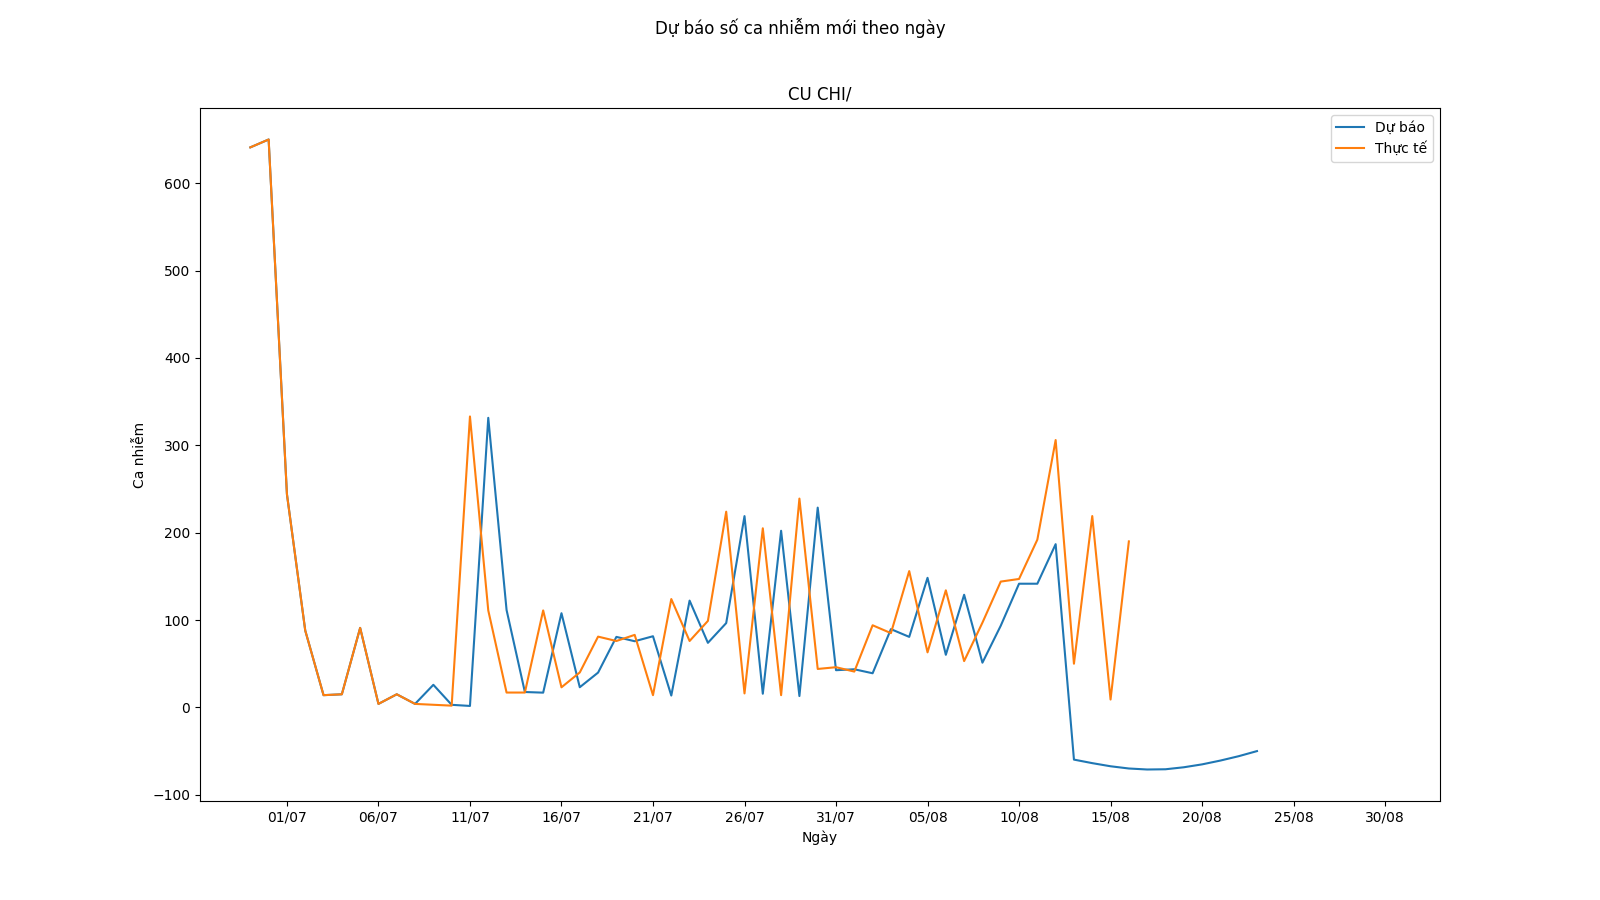 Dự báo số ca nhiễm mới theo ngày
CU CHI/
Dự báo
Thực tế
Ca nhiễm
600
500
400
300
200
100
0
−100
01/07 06/07 11/07 16/07 21/07 26/07 31/07 05/08 10/08 15/08 20/08 25/08 30/08
Ngày